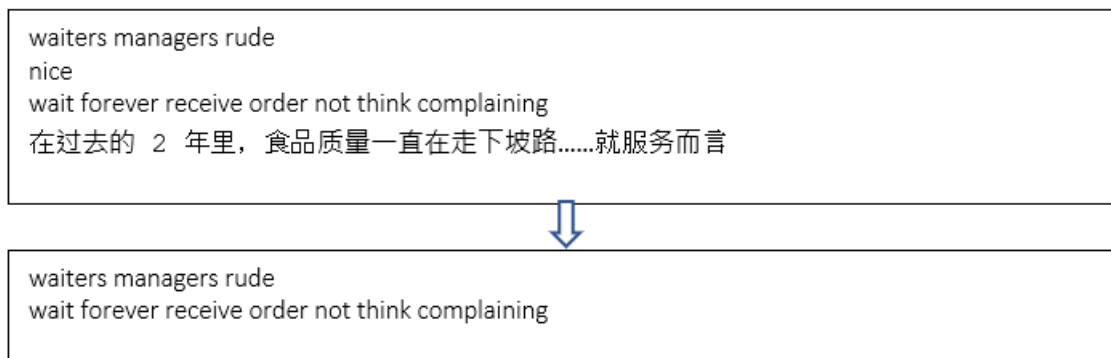 waiters managers rude
nice
wait forever receive order not think complaining
在过去的 2 年里，食品质量一直在走下坡路……就服务而言
waiters managers rude
wait forever receive order not think complaining